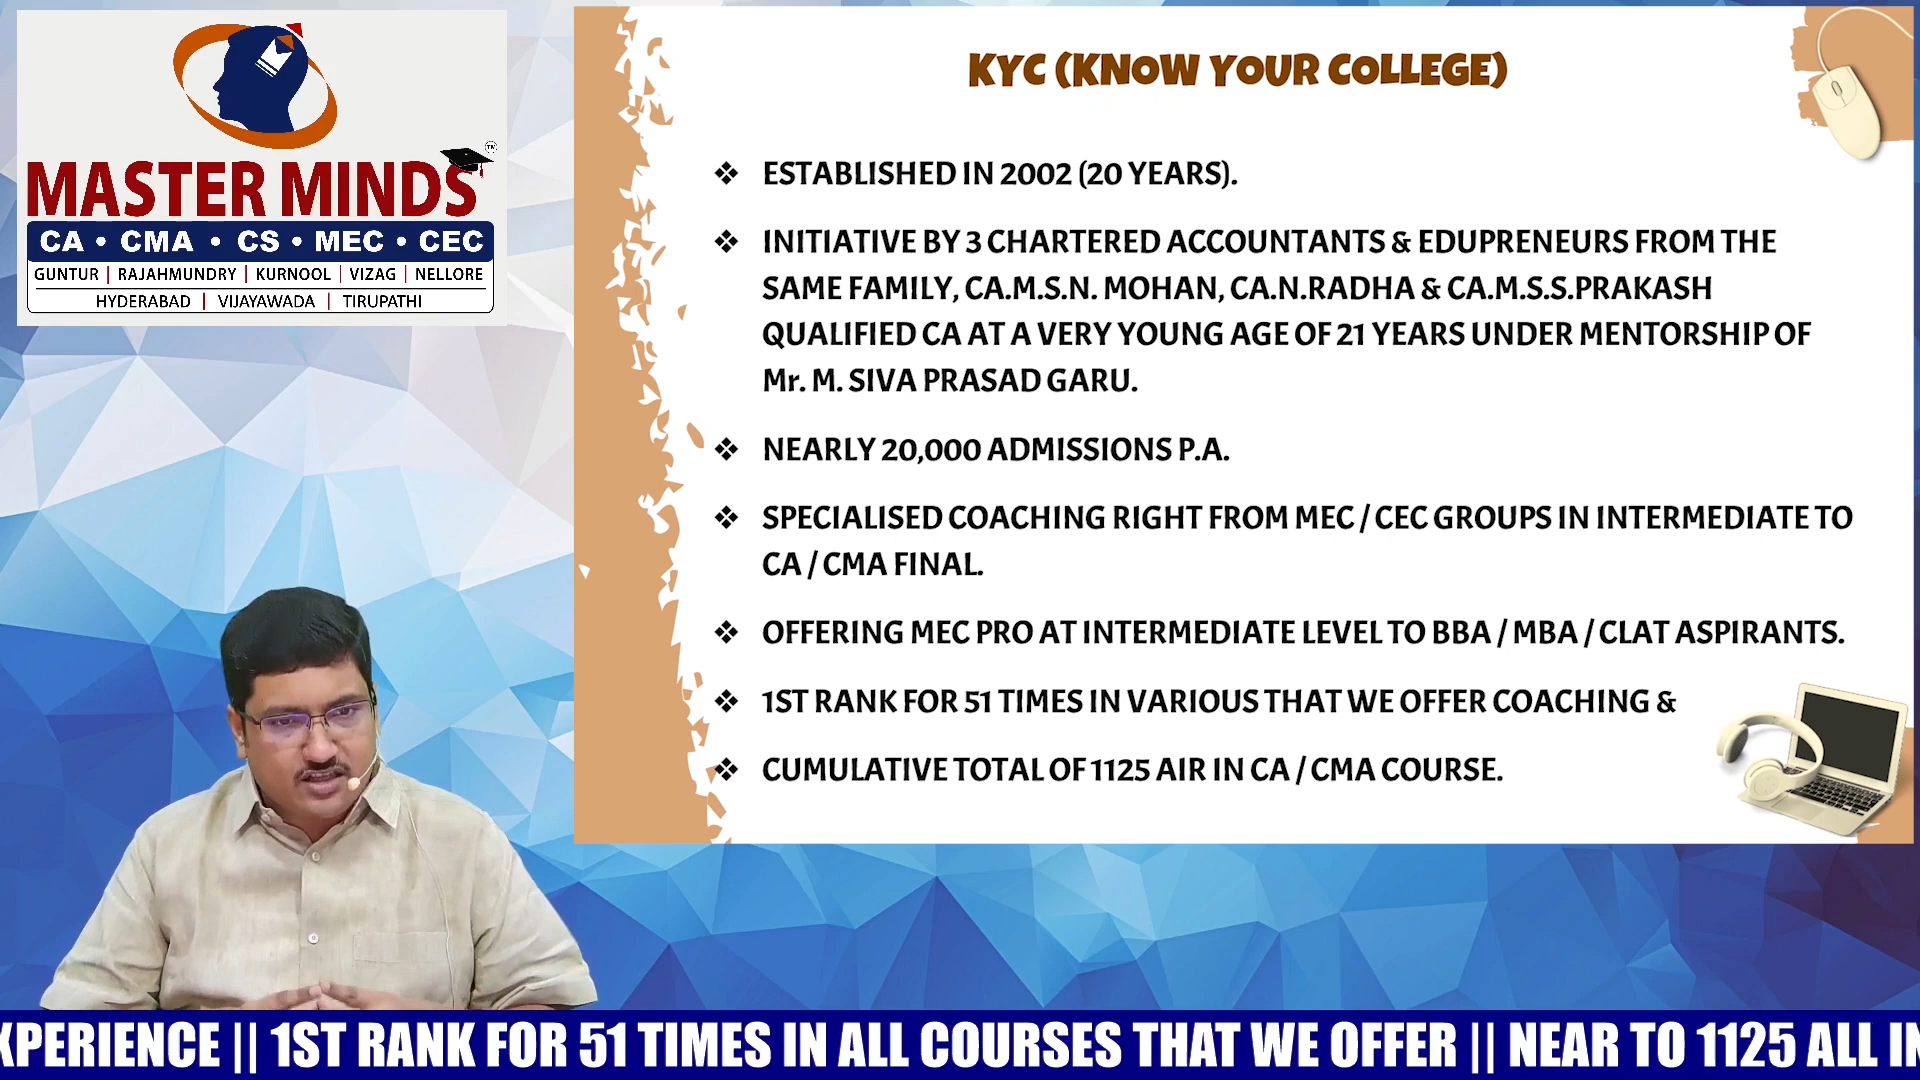 MASTER MINDS
TM
CA • CMA • CS • MEC • CEC
GUNTUR | RAJAHMUNDRY | KURNOOL | VIZAG | NELLORE
HYDERABAD | VIJAYAWADA | TIRUPATHI
KYC (KNOW YOUR COLLEGE)
❖ ESTABLISHED IN 2002 (20 YEARS).
❖ INITIATIVE BY 3 CHARTERED ACCOUNTANTS & EDUPRENEURS FROM THE
SAME FAMILY, CA.M.S.N. MOHAN, CA.N.RADHA & CA.M.S.S.PRAKASH
QUALIFIED CA AT A VERY YOUNG AGE OF 21 YEARS UNDER MENTORSHIP OF
Mr. M. SIVA PRASAD GARU.
❖ NEARLY 20,000 ADMISSIONS P.A.
❖ SPECIALISED COACHING RIGHT FROM MEC / CEC GROUPS IN INTERMEDIATE TO
CA / CMA FINAL.
❖ OFFERING MEC PRO AT INTERMEDIATE LEVEL TO BBA / MBA / CLAT ASPIRANTS.
❖ 1ST RANK FOR 51 TIMES IN VARIOUS THAT WE OFFER COACHING &
❖ CUMULATIVE TOTAL OF 1125 AIR IN CA / CMA COURSE.
XPERIENCE || 1ST RANK FOR 51 TIMES IN ALL COURSES THAT WE OFFER || NEAR TO 1125 ALL IN